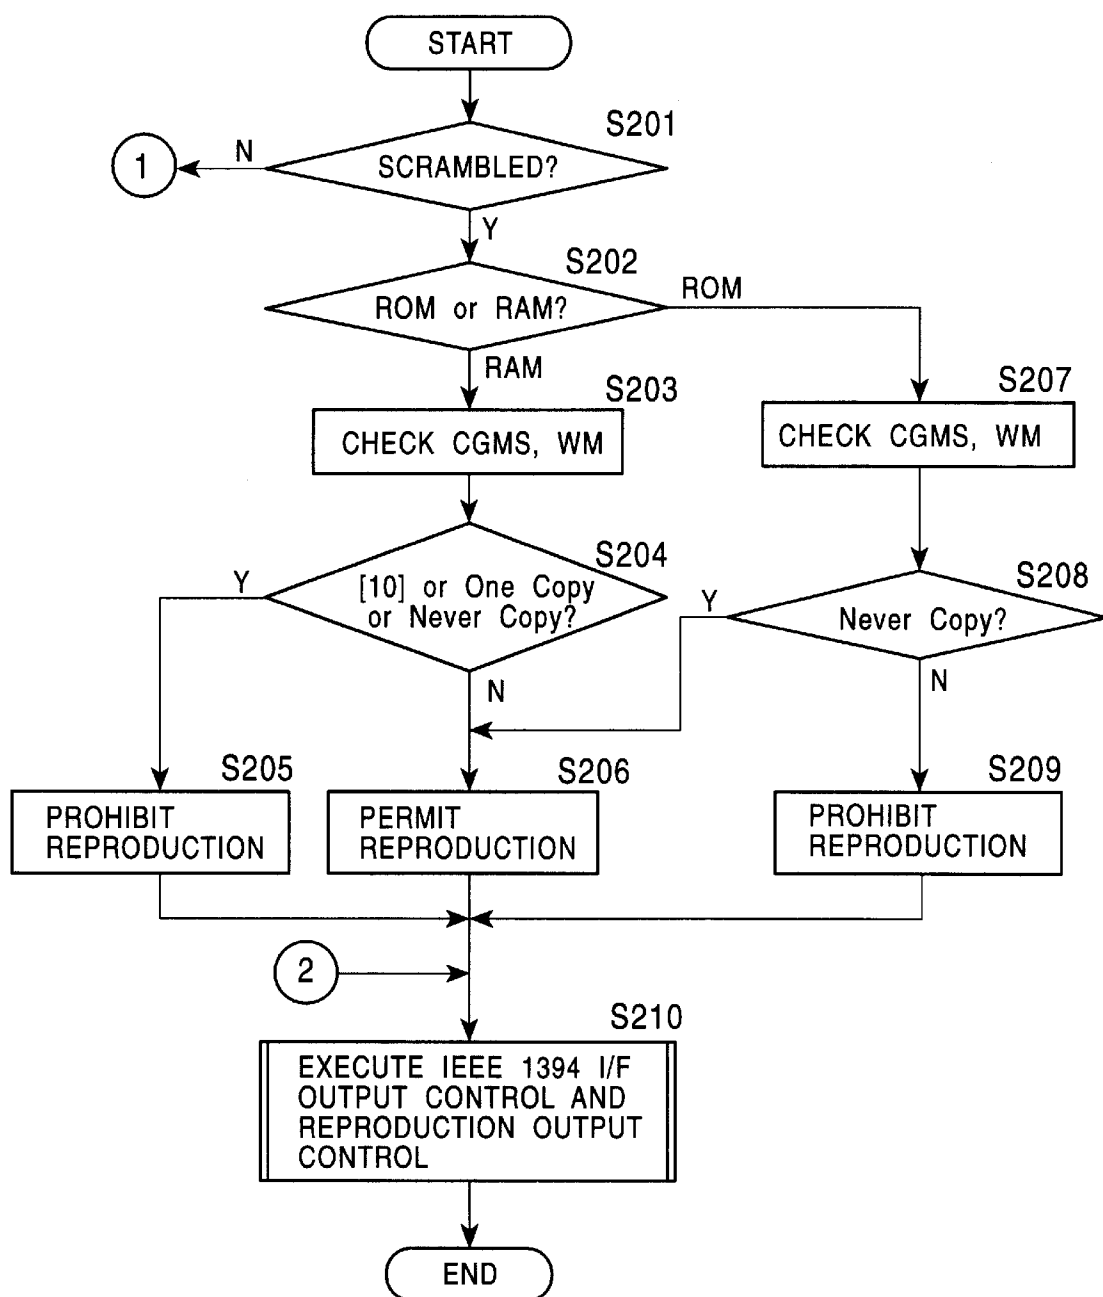 START
S201
1
N
SCRAMBLED?
Y
S202
ROM
ROM or RAM?
RAM
S203
S207
CHECK CGMS, WM
CHECK CGMS, WM
S204
S208
Y
[10] or One Copy
or Never Copy?
Y
Never Copy?
N
N
S205
S206
S209
PROHIBIT
REPRODUCTION
PERMIT
REPRODUCTION
PROHIBIT
REPRODUCTION
2
S210
EXECUTE IEEE 1394 I/F
OUTPUT CONTROL AND
REPRODUCTION OUTPUT
CONTROL
END